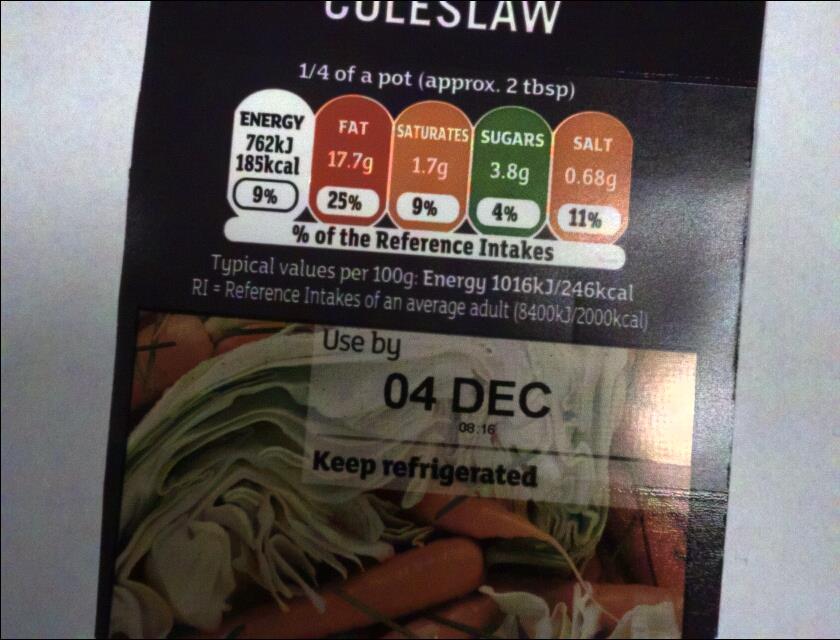 COLESLAW
1/4 of a pot (approx. 2 tbsp)
ENERGY
762kJ
185kcal
9%
FAT
17.7g
25%
SATURATES
1.7g
9%
SUGARS
3.8g
4%
SALT
0.68g
11%
% of the Reference Intakes
Typical values per 100g: Energy 1016kJ/246kcal
RI = Reference Intakes of an average adult (8400kJ/2000kcal)
Use by
04 DEC
08:16
Keep refrigerated